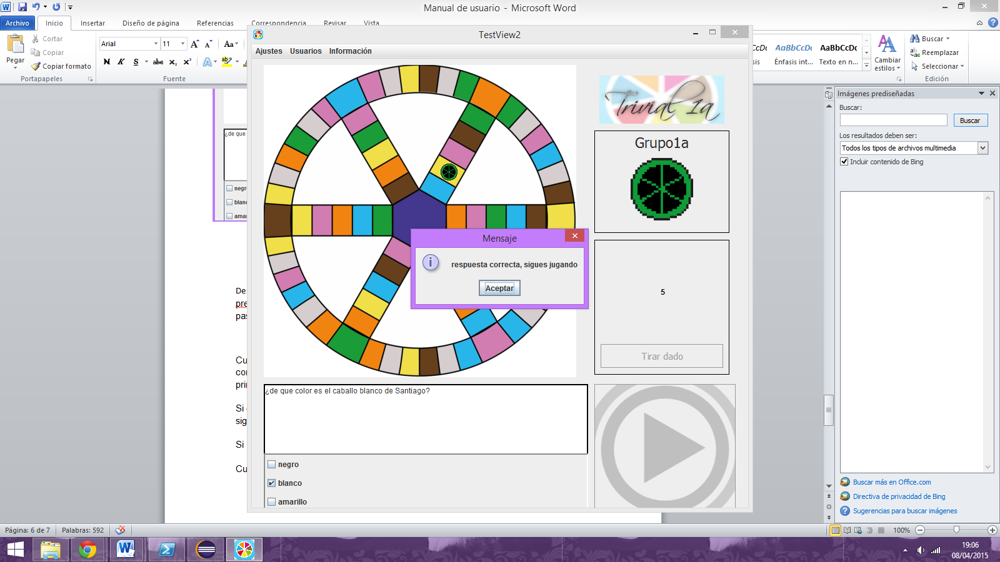 Manual de usuario - Microsoft Word
Archivo
Inicio
Insertar
Diseño de página
Referencias
Correspondencia
Revisar
Vista
Pegar
Cortar
Copiar
Copiar formato
Portapapeles
Arial
11
N K S abc x₂ x²
Aa
Fuente
AaBbCcDc
AaBbCcDc
Énfasis int...
Texto en n...
Cambiar estilos
Buscar
Reemplazar
Seleccionar
Edición
TestView2
Ajustes Usuarios Información
Trivial 1a
Grupo1a
5
Tirar dado
Mensaje
respuesta correcta, sigues jugando
Aceptar
¿de que color es el caballo blanco de Santiago?
negro
blanco
amarillo
¿de que
negro
De
pre
pas
Cu
Si
sig
Si
Cu
Imágenes prediseñadas
Buscar:
Buscar
Los resultados deben ser:
Todos los tipos de archivos multimedia
Incluir contenido de Bing
Buscar más en Office.com
Directiva de privacidad de Bing
Sugerencias para buscar imágenes
Página: 6 de 7
Palabras: 592
100%
19:06
08/04/2015